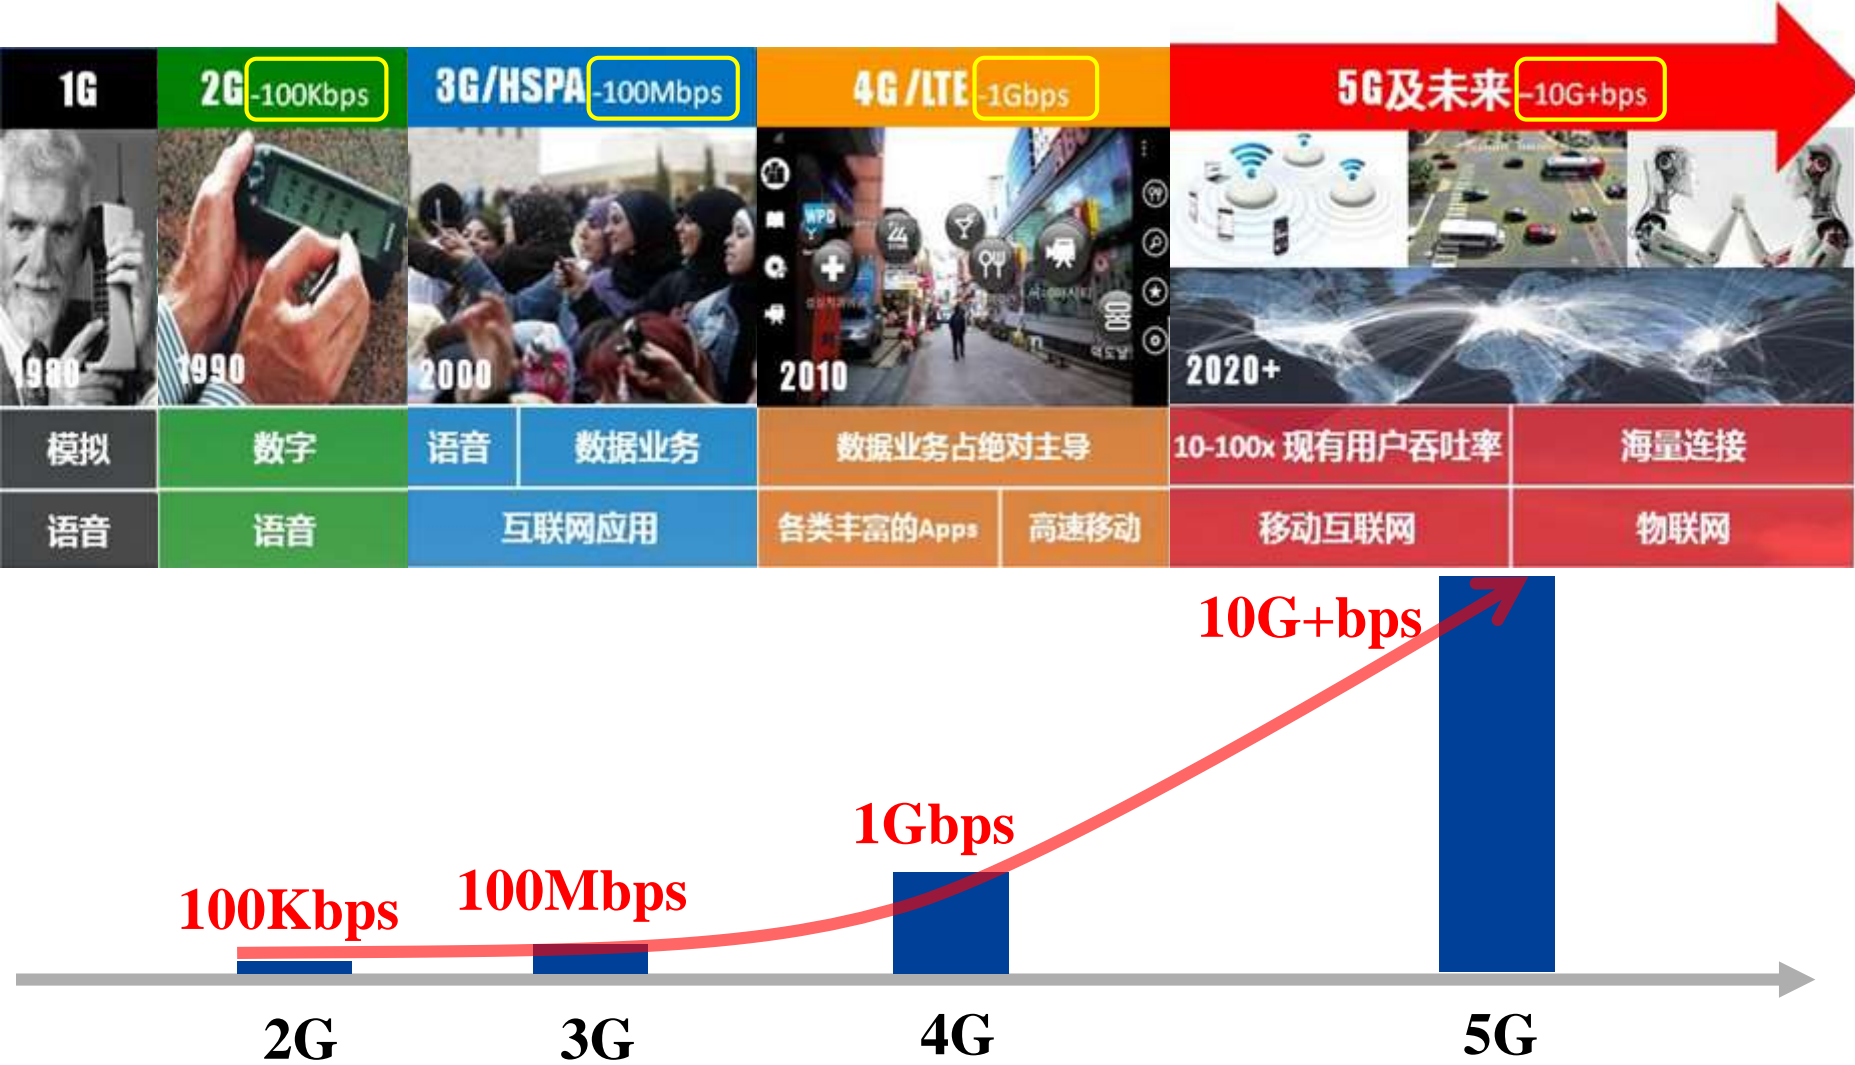 1G
2G -100Kbps
3G/HSPA -100Mbps
4G/LTE -1Gbps
5G及未来 -10G+bps
WPD
1980
1990
2000
2010
2020+
模拟
数字
语音
数据业务
数据业务占绝对主导
10-100x 现有用户吞吐率
海量连接
语音
语音
互联网应用
各类丰富的Apps
高速移动
移动互联网
物联网
10G+bps
1Gbps
100Mbps
100Kbps
2G
3G
4G
5G